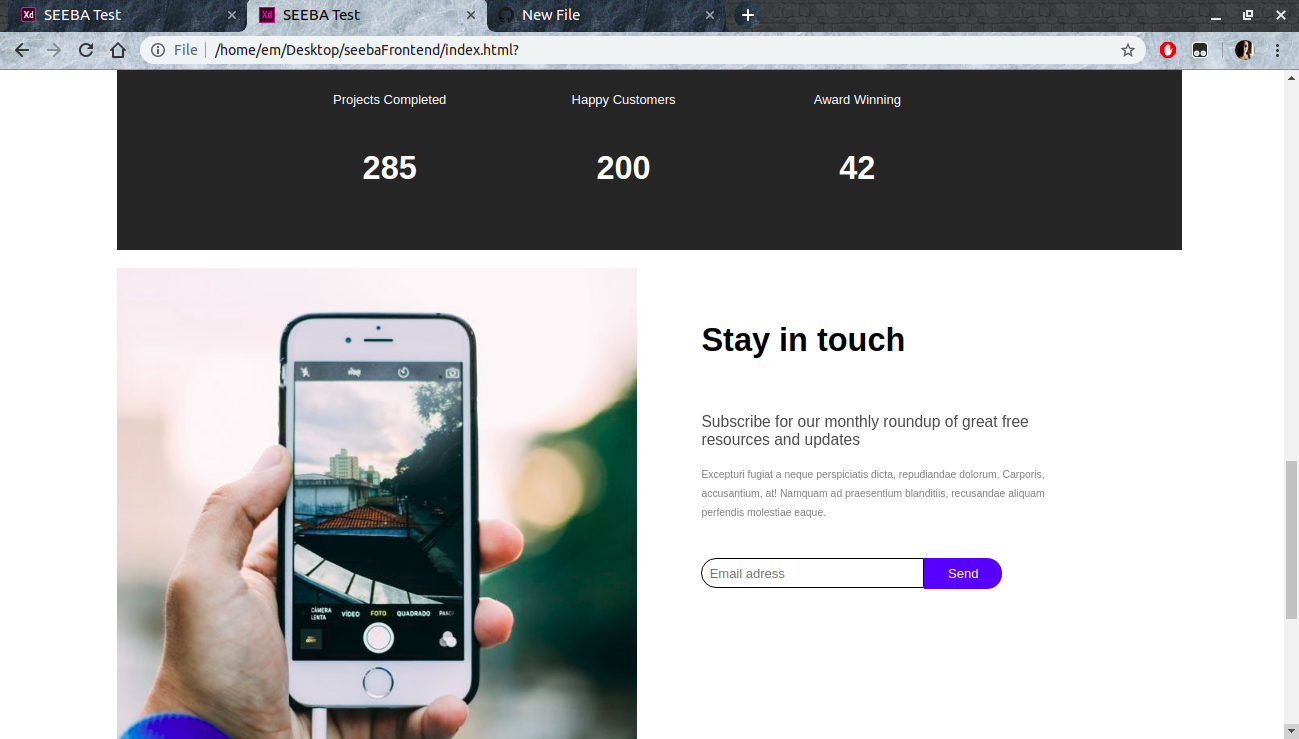 SEEBA Test
SEEBA Test
New File
File
/home/em/Desktop/seebaFrontend/index.html?
Projects Completed
Happy Customers
Award Winning
285
200
42
Stay in touch
Subscribe for our monthly roundup of great free
resources and updates
Excepturi fugiat a neque perspiciatis dicta, repudiandae dolorum. Carporis,
accusantium, at! Namquam ad praesentium blanditiis, recusandae aliquam
perfendis molestiae eaque.
Email adress
Send
CÂMERA
LENTA
VÍDEO
FOTO
QUADRADO
Xd
Xd